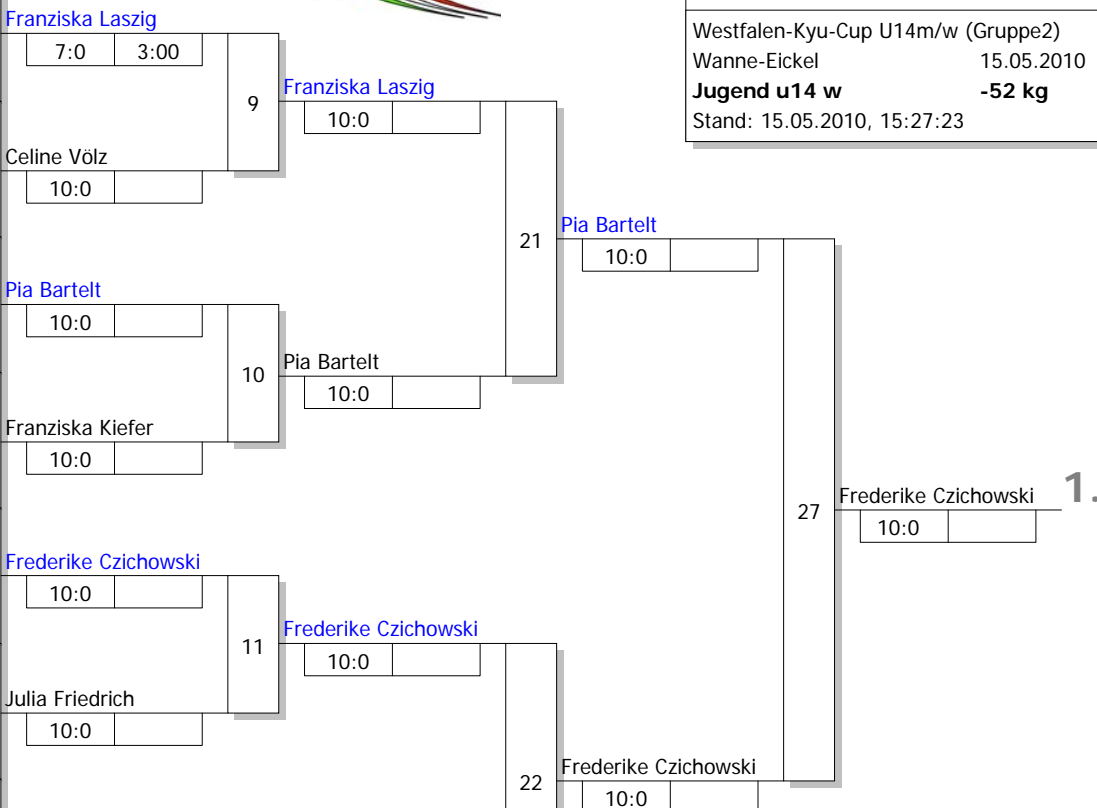 Westfalen-Kyu-Cup U14m/w (Gruppe2)
Wanne-Eickel 15.05.2010
Jugend u14 w -52 kg
Stand: 15.05.2010, 15:27:23
Franziska Laszig
7:0 3:00
9
Celine Völz
10:0
Pia Bartelt
10:0
10
Franziska Kiefer
10:0
Frederike Czichowski
10:0
11
Julia Friedrich
10:0
Franziska Laszig
10:0
21
Pia Bartelt
10:0
Frederike Czichowski
10:0
22
Pia Bartelt
10:0
27
Frederike Czichowski
10:0
Frederike Czichowski 1.
10:0